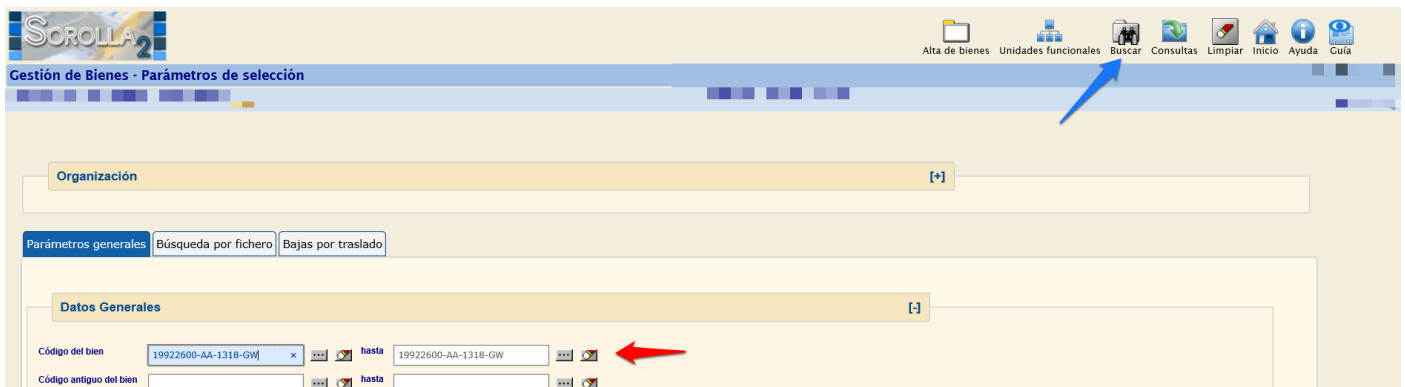 SOROLLA2
Alta de bienes Unidades funcionales Buscar Consultas Limpiar Inicio Ayuda Guía
Gestión de Bienes - Parámetros de selección
Organización [+]
Parámetros generales Búsqueda por fichero Bajas por traslado
Datos Generales [-]
Código del bien 19922600-AA-1318-GW × ... hasta 19922600-AA-1318-GW ...
Código antiguo del bien ... hasta ...